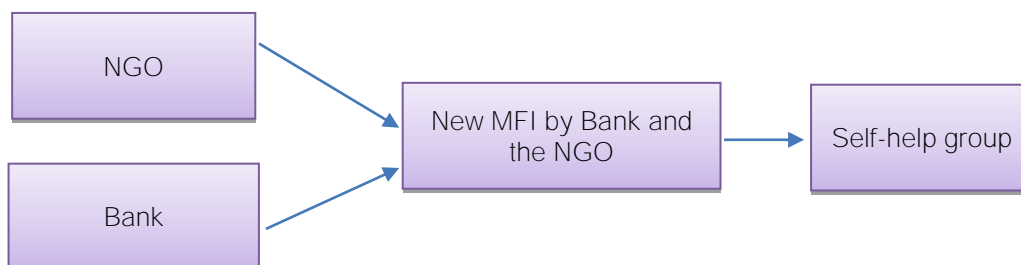 NGO
New MFI by Bank and
the NGO
Self-help group
Bank